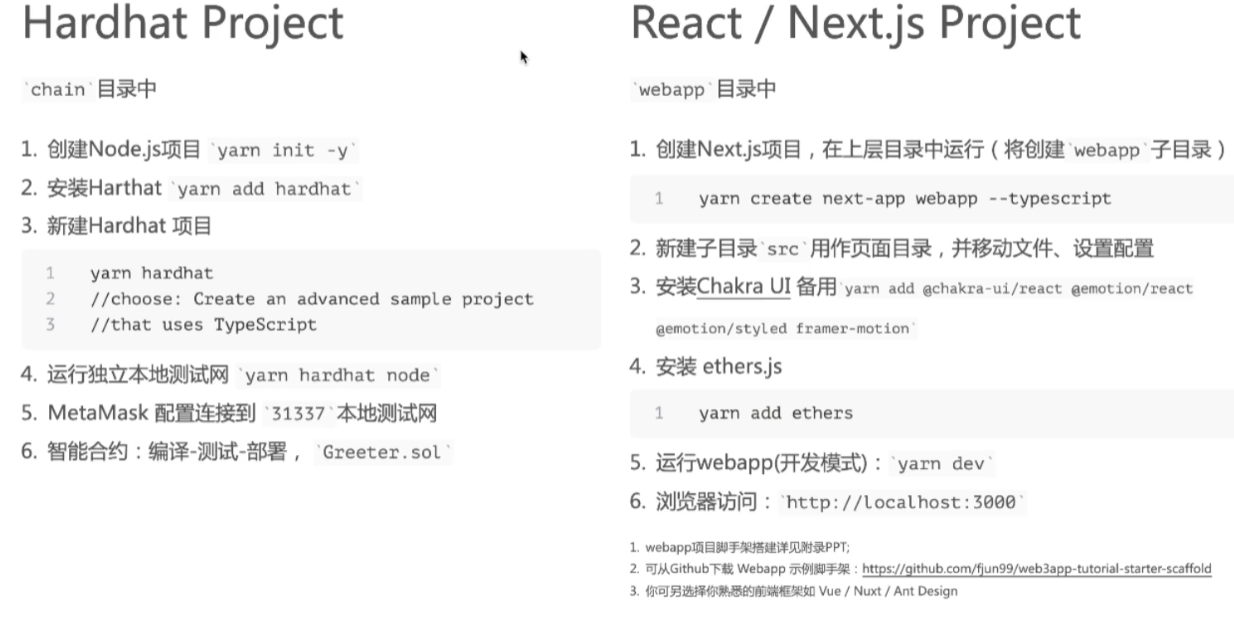 Hardhat Project
`chain`目录中
1. 创建Node.js项目 `yarn init -y`
2. 安装Harthat `yarn add hardhat`
3. 新建Hardhat 项目
1 yarn hardhat
2 //choose: Create an advanced sample project
3 //that uses TypeScript
4. 运行独立本地测试网 `yarn hardhat node`
5. MetaMask 配置连接到 `31337`本地测试网
6. 智能合约：编译-测试-部署， `Greeter.sol`
React / Next.js Project
`webapp`目录中
1. 创建Next.js项目，在上层目录中运行（将创建`webapp`子目录）
1 yarn create next-app webapp --typescript
2. 新建子目录`src`用作页面目录，并移动文件、设置配置
3. 安装Chakra UI 备用`yarn add @chakra-ui/react @emotion/react
@emotion/styled framer-motion`
4. 安装 ethers.js
1 yarn add ethers
5. 运行webapp(开发模式)：`yarn dev`
6. 浏览器访问：`http://localhost:3000`
1. webapp项目脚手架搭建详见附录PPT;
2. 可从Github下载 Webapp 示例脚手架：https://github.com/fjun99/web3app-tutorial-starter-scaffold
3. 你可另选择你熟悉的前端框架如 Vue / Nuxt / Ant Design